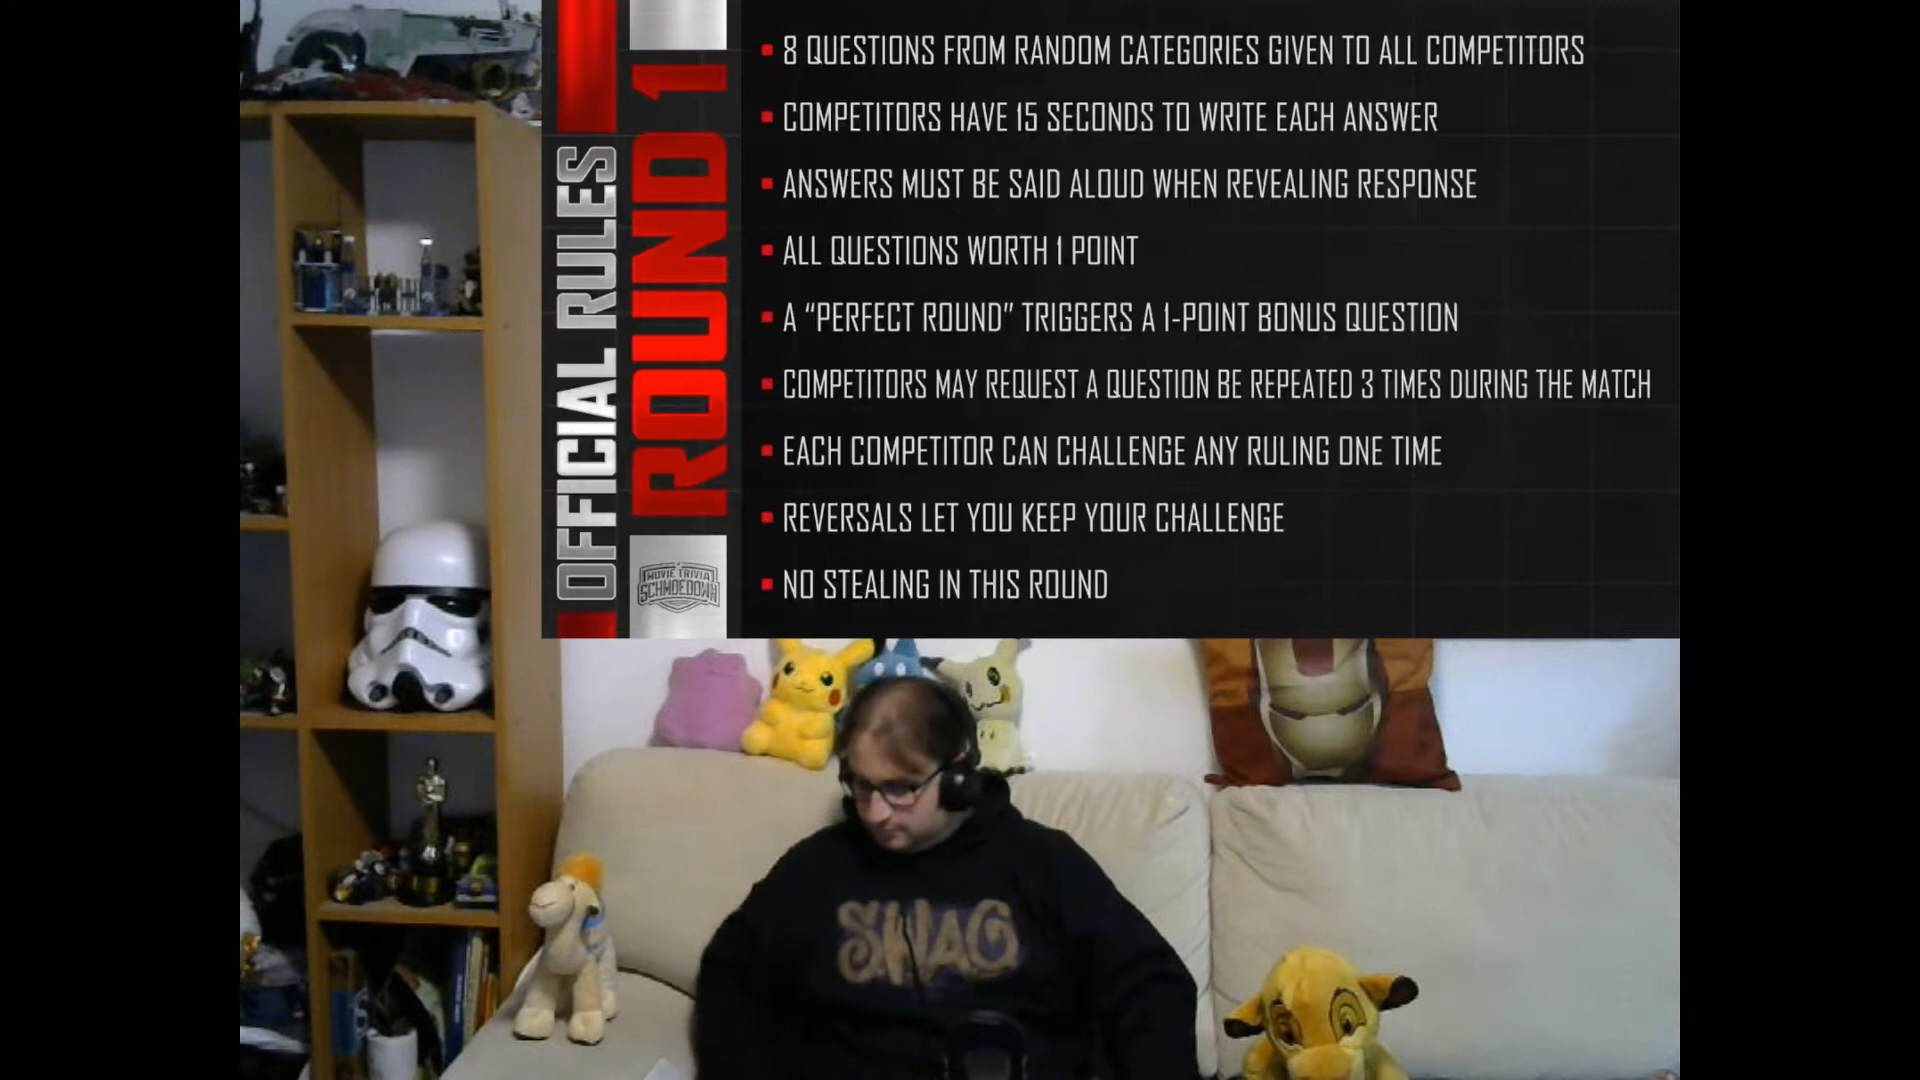 OFFICIAL RULES
ROUND 1
MOVIE TRIVIA
SCHMOEDOWN
8 QUESTIONS FROM RANDOM CATEGORIES GIVEN TO ALL COMPETITORS
COMPETITORS HAVE 15 SECONDS TO WRITE EACH ANSWER
ANSWERS MUST BE SAID ALOUD WHEN REVEALING RESPONSE
ALL QUESTIONS WORTH 1 POINT
A “PERFECT ROUND” TRIGGERS A 1-POINT BONUS QUESTION
COMPETITORS MAY REQUEST A QUESTION BE REPEATED 3 TIMES DURING THE MATCH
EACH COMPETITOR CAN CHALLENGE ANY RULING ONE TIME
REVERSALS LET YOU KEEP YOUR CHALLENGE
NO STEALING IN THIS ROUND
SWAG